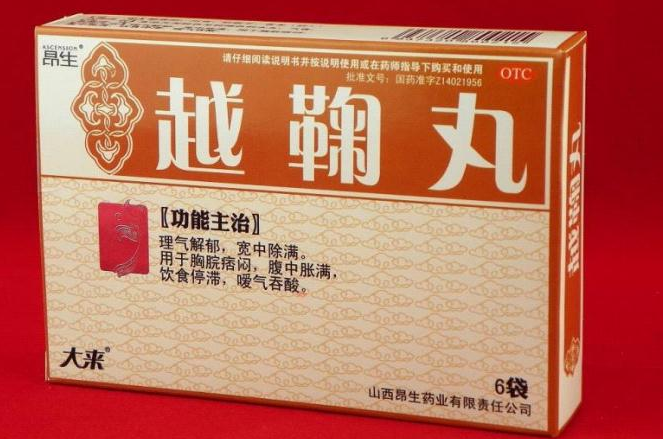 ASCENSSON®
昂生
请仔细阅读说明书并按说明使用或在药师指导下购买和使用
批准文号：国药准字Z14021956
OTC
越鞠丸
【功能主治】
理气解郁，宽中除满。
用于胸脘痞闷，腹中胀满，
饮食停滞，嗳气吞酸。
大来®
6袋
山西昂生药业有限责任公司